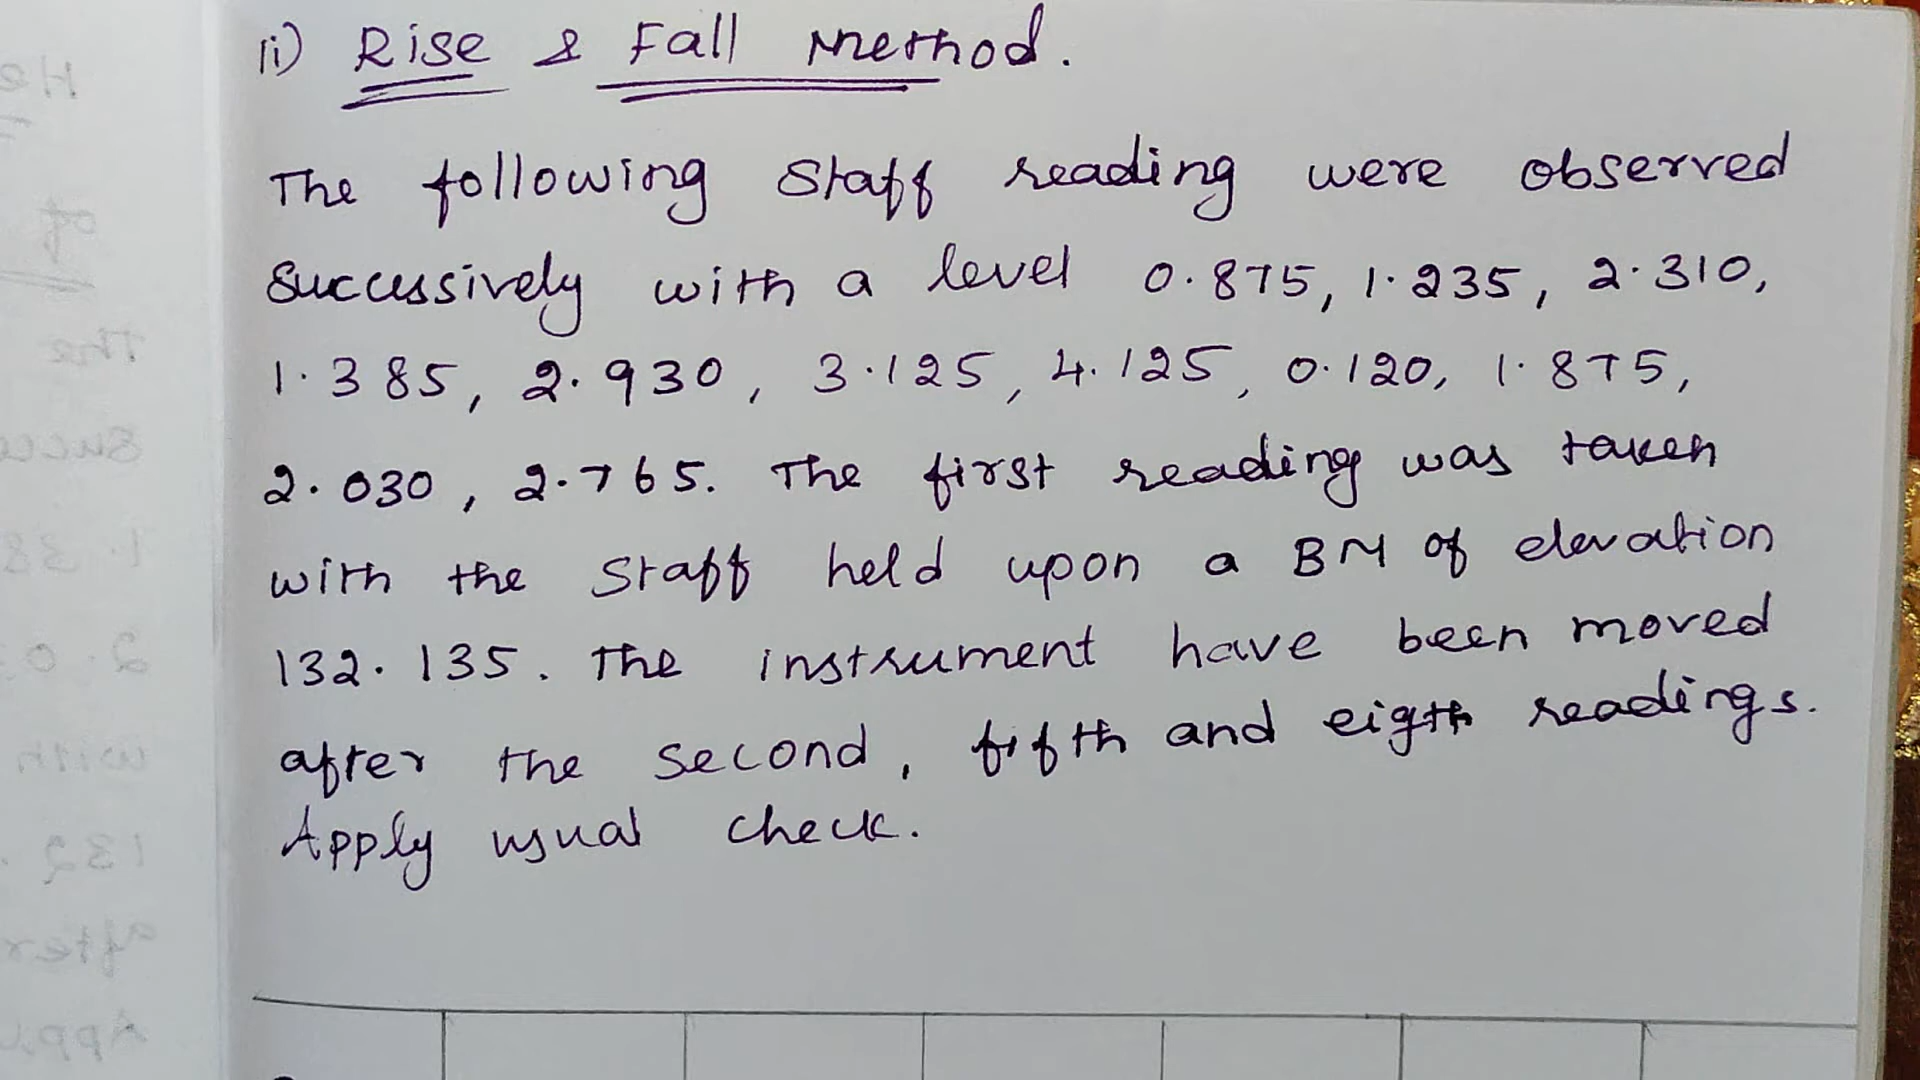 ii) Rise & Fall Method.
The following Staff reading were observed
Successively with a level 0.875, 1.235, 2.310,
1.385, 2.930, 3.125, 4.125, 0.120, 1.875,
2.030, 2.765. The first reading was taken
with the staff held upon a BM of elevation
132.135. The instrument have been moved
after the second, fifth and eigth readings.
Apply usual check.